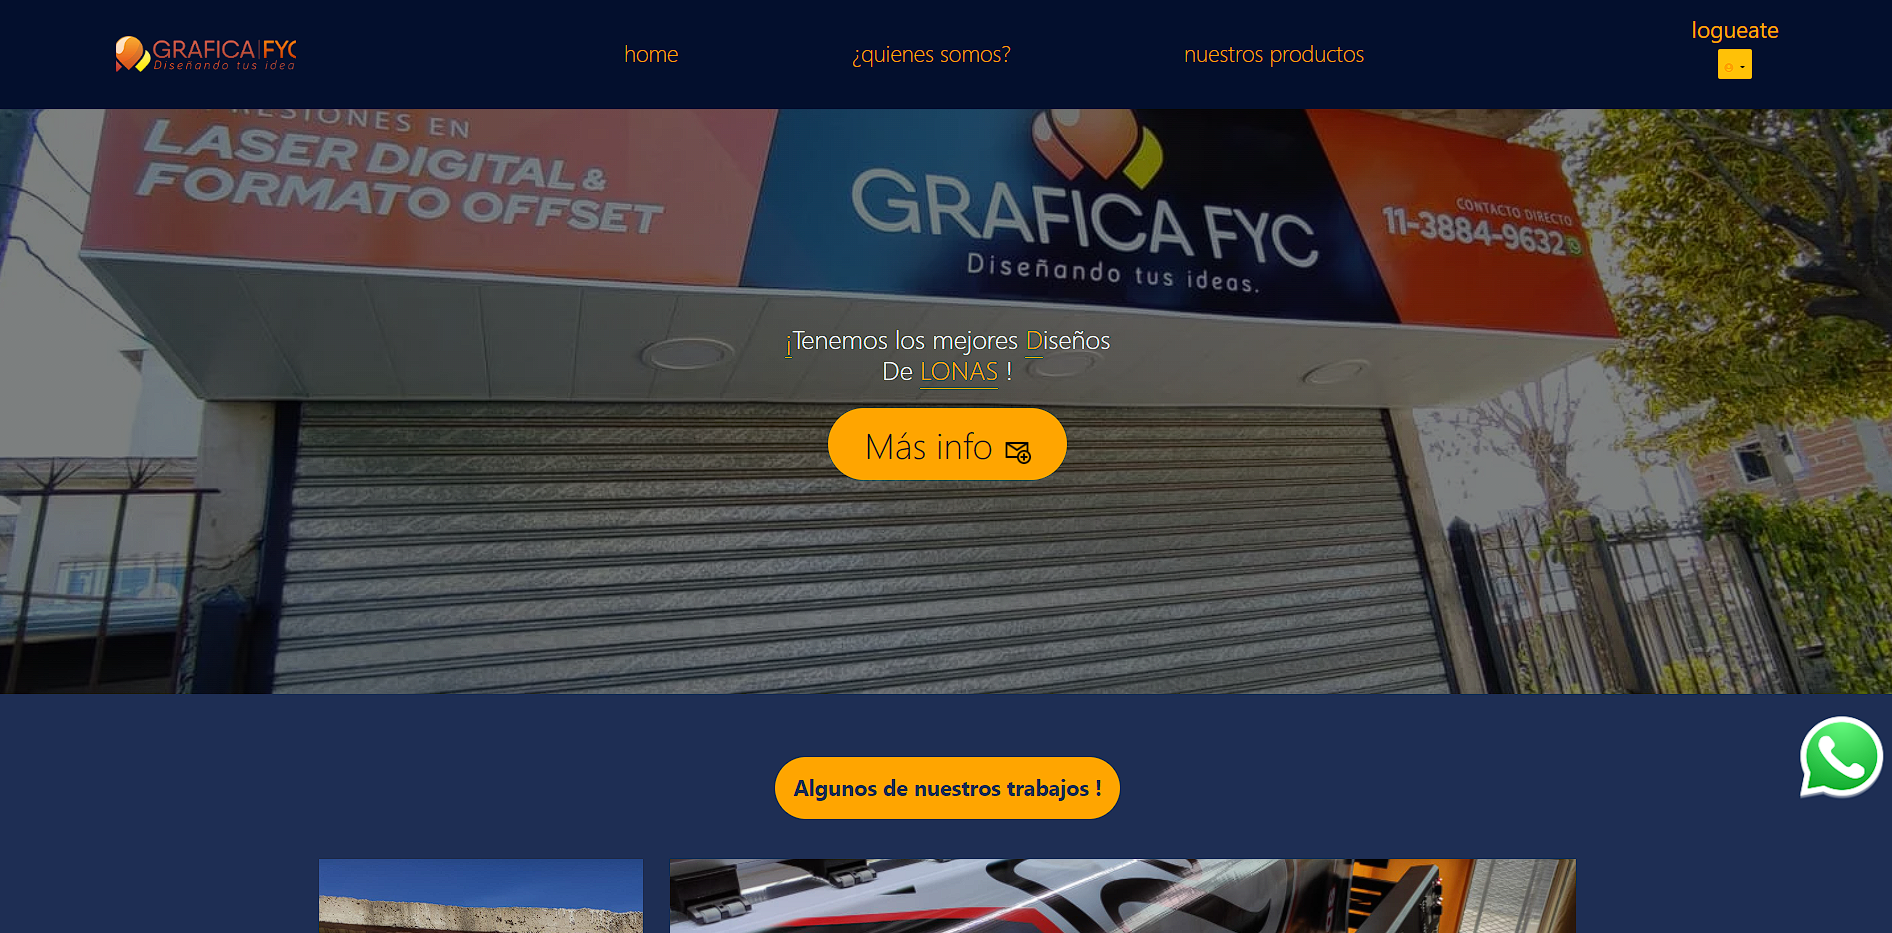 GRAFICA|FYC
Diseñando tus idea
home
¿quienes somos?
nuestros productos
logueate
RESIONES EN
LASER DIGITAL &
FORMATO OFFSET
GRAFICA FYC
Diseñando tus ideas.
CONTACTO DIRECTO
11-3884-9632
¡Tenemos los mejores Diseños
De LONAS !
Más info
Algunos de nuestros trabajos !